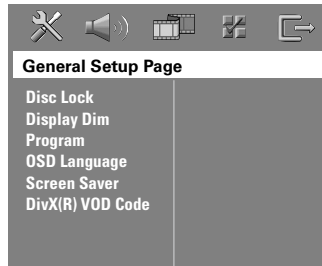 General Setup Page
Disc Lock
Display Dim
Program
OSD Language
Screen Saver
DivX(R) VOD Code